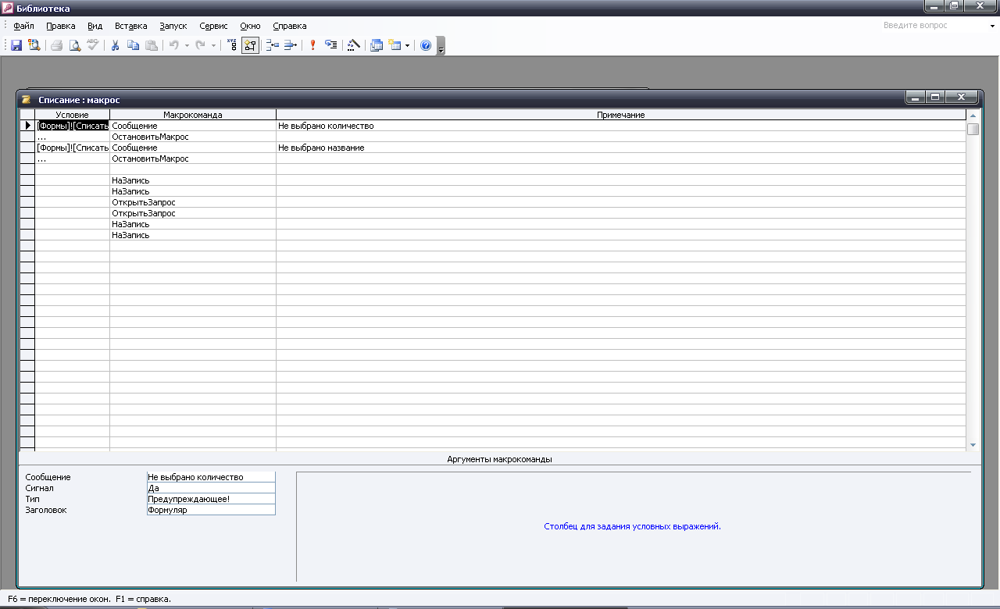 Библиотека
Файл Правка Вид Вставка Запуск Сервис Окно Справка Введите вопрос
Списание : макрос
Условие Макрокоманда Примечание
[Формы]![Списать Сообщение Не выбрано количество
... ОстановитьМакрос
[Формы]![Списать Сообщение Не выбрано название
... ОстановитьМакрос
НаЗапись
НаЗапись
ОткрытьЗапрос
ОткрытьЗапрос
НаЗапись
НаЗапись
Аргументы макрокоманды
Сообщение Не выбрано количество
Сигнал Да
Тип Предупреждающее!
Заголовок Формуляр
Столбец для задания условных выражений.
F6 = переключение окон. F1 = справка.